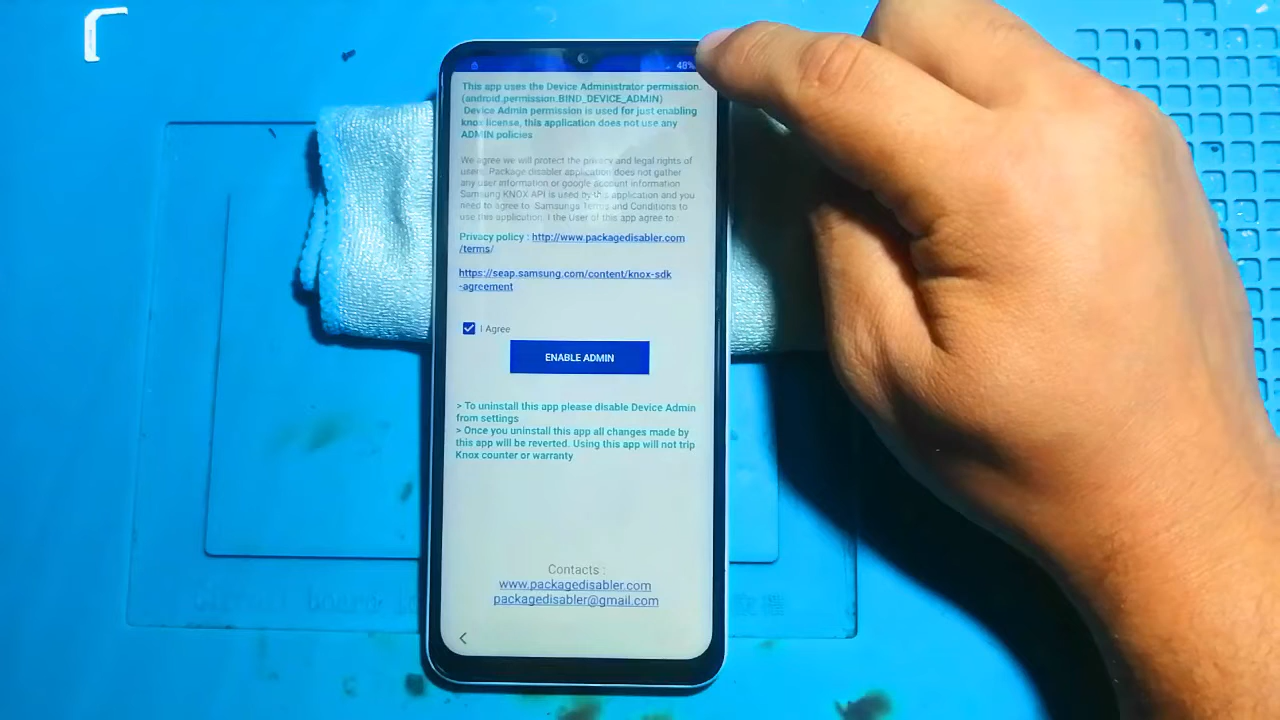 48%
This app uses the Device Administrator permission.
(android.permission.BIND_DEVICE_ADMIN)
Device Admin permission is used for just enabling
knox license, this application does not use any
ADMIN policies
We agree we will protect the privacy and legal rights of
users. Package disabler application does not gather
any user information or google account information
Samsung KNOX API is used by this application and you
need to agree to Samsungs Terms and Conditions to
use this application. I the User of this app agree to :
Privacy policy : http://www.packagedisabler.com
/terms/
https://seap.samsung.com/content/knox-sdk
-agreement
I Agree
ENABLE ADMIN
> To uninstall this app please disable Device Admin
from settings
> Once you uninstall this app all changes made by
this app will be reverted. Using this app will not trip
Knox counter or warranty
Contacts :
www.packagedisabler.com
packagedisabler@gmail.com